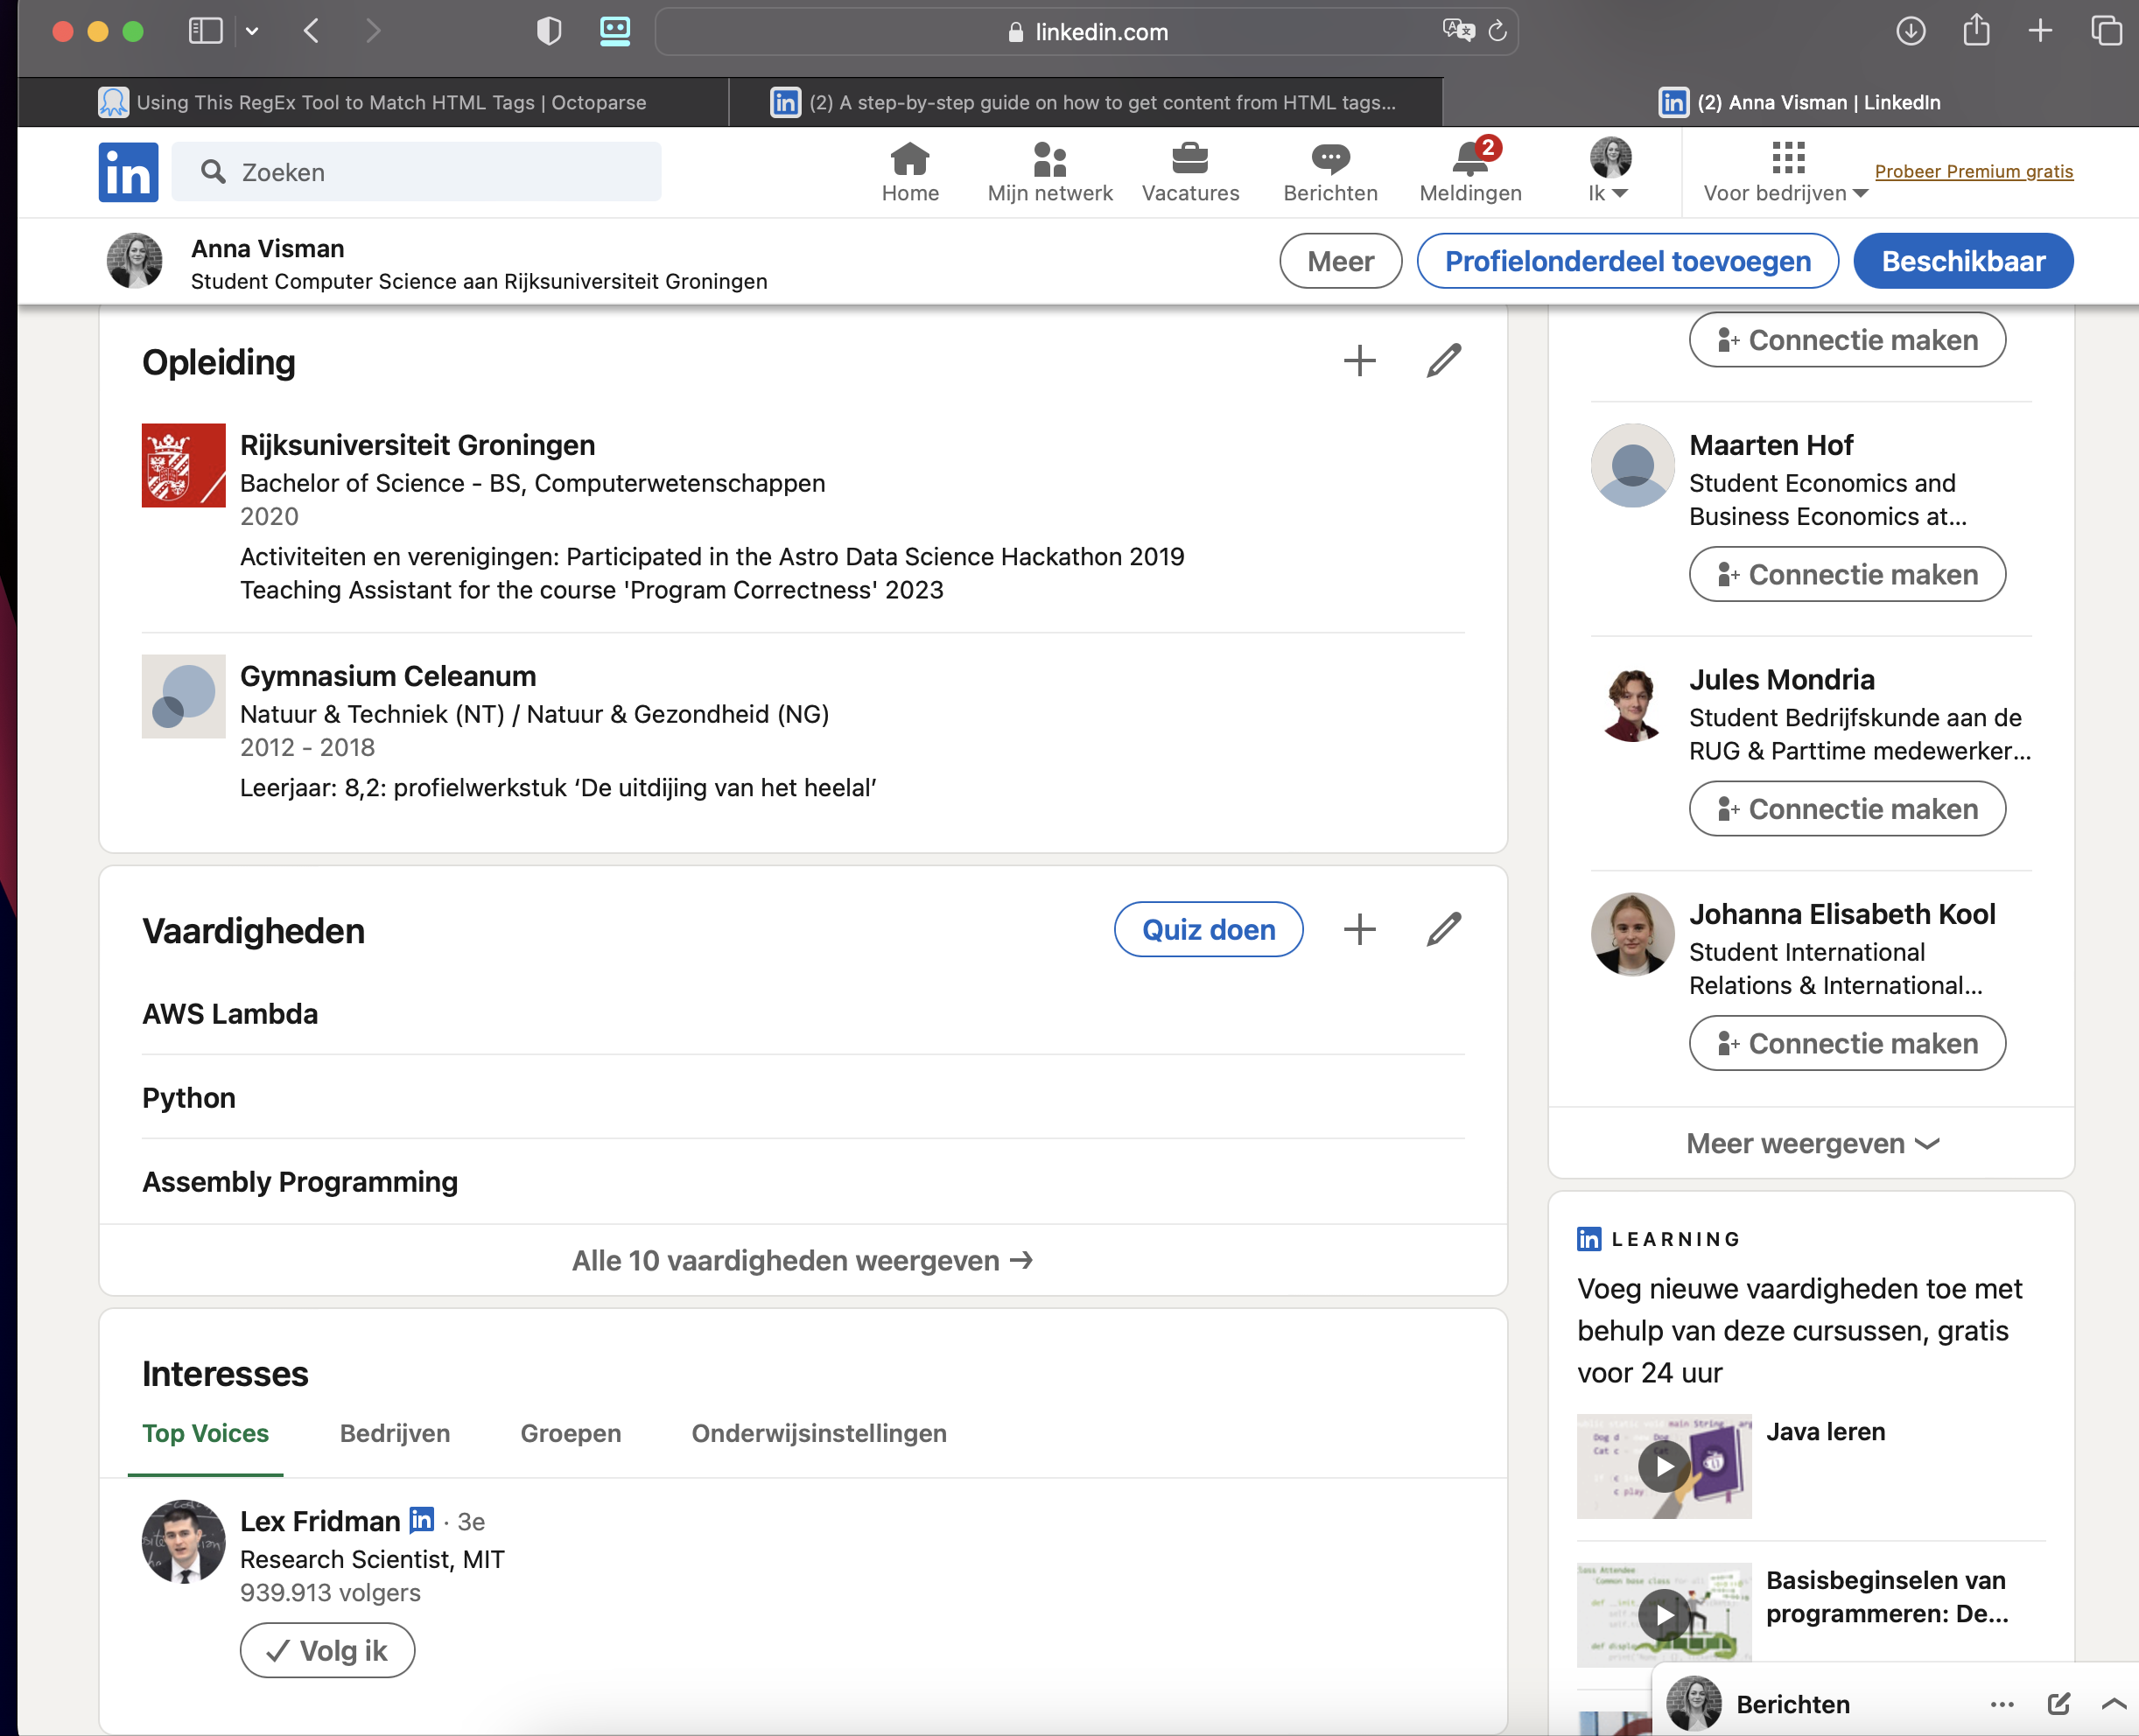 linkedin.com
Using This RegEx Tool to Match HTML Tags | Octoparse
(2) A step-by-step guide on how to get content from HTML tags...
(2) Anna Visman | LinkedIn
in
Zoeken
Home
Mijn netwerk
Vacatures
Berichten
2
Meldingen
Ik
Voor bedrijven
Probeer Premium gratis
Anna Visman
Student Computer Science aan Rijksuniversiteit Groningen
Meer
Profielonderdeel toevoegen
Beschikbaar
Opleiding
Rijksuniversiteit Groningen
Bachelor of Science - BS, Computerwetenschappen
2020
Activiteiten en verenigingen: Participated in the Astro Data Science Hackathon 2019
Teaching Assistant for the course 'Program Correctness' 2023
Gymnasium Celeanum
Natuur & Techniek (NT) / Natuur & Gezondheid (NG)
2012 - 2018
Leerjaar: 8,2: profielwerkstuk ‘De uitdijing van het heelal’
Vaardigheden
Quiz doen
AWS Lambda
Python
Assembly Programming
Alle 10 vaardigheden weergeven →
Interesses
Top Voices
Bedrijven
Groepen
Onderwijsinstellingen
Lex Fridman in · 3e
Research Scientist, MIT
939.913 volgers
Volg ik
Connectie maken
Maarten Hof
Student Economics and
Business Economics at...
Connectie maken
Jules Mondria
Student Bedrijfskunde aan de
RUG & Parttime medewerker...
Connectie maken
Johanna Elisabeth Kool
Student International
Relations & International...
Connectie maken
Meer weergeven
in LEARNING
Voeg nieuwe vaardigheden toe met
behulp van deze cursussen, gratis
voor 24 uur
Java leren
Basisbeginselen van
programmeren: De...
Berichten